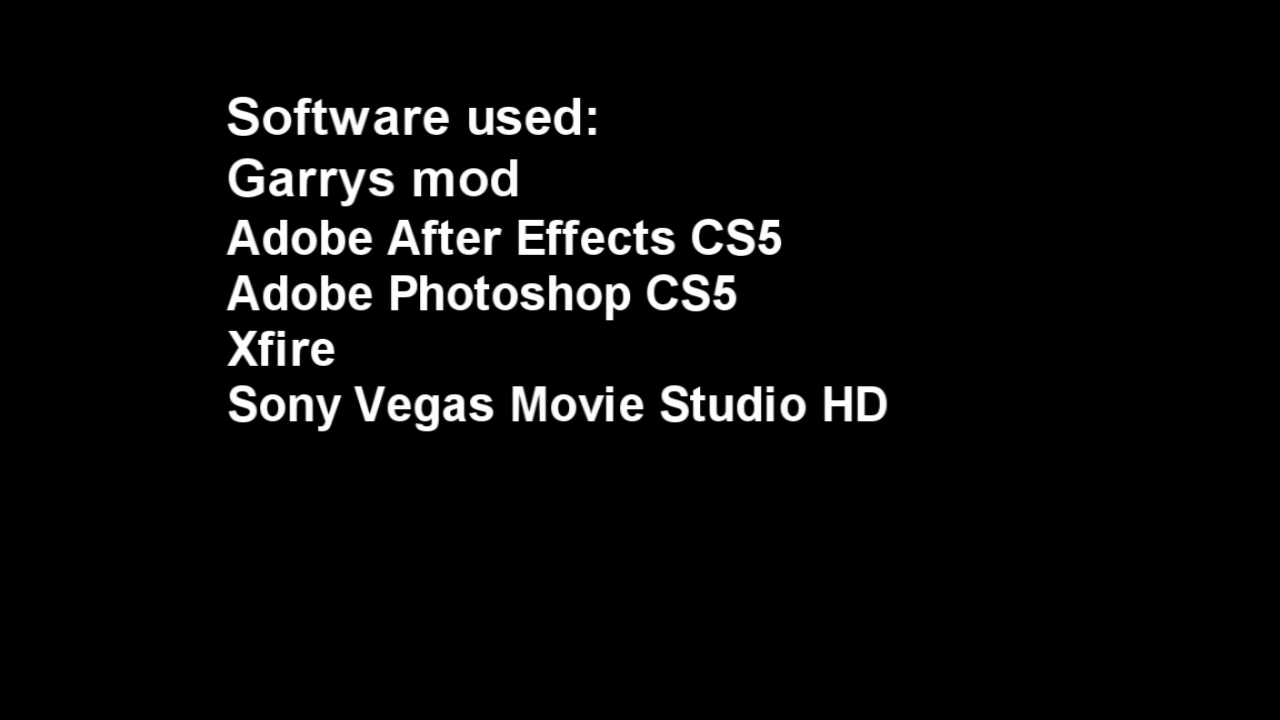 Software used:
Garrys mod
Adobe After Effects CS5
Adobe Photoshop CS5
Xfire
Sony Vegas Movie Studio HD